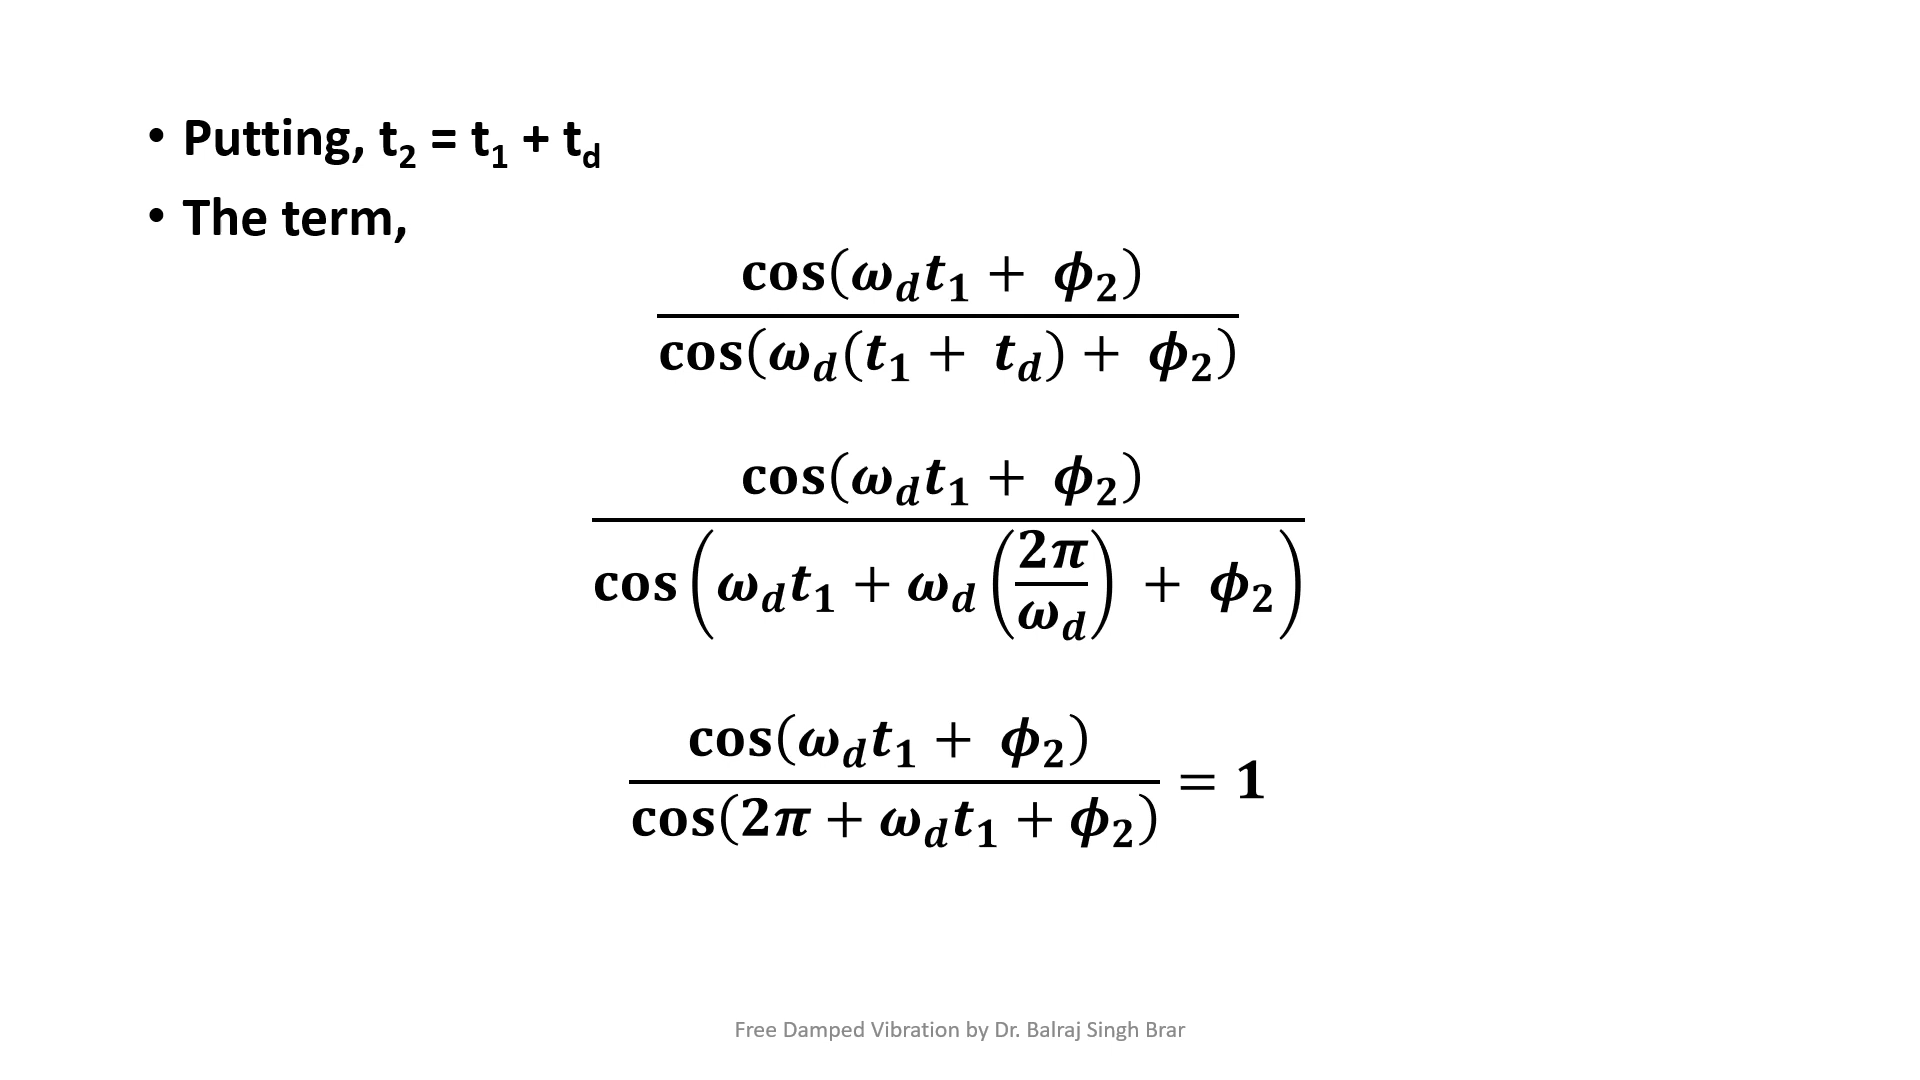 • Putting, t₂ = t₁ + t_d
• The term,
cos(ω_d t₁ + ϕ₂)
cos(ω_d(t₁ + t_d) + ϕ₂)
cos(ω_d t₁ + ϕ₂)
cos(ω_d t₁ + ω_d(2π/ω_d) + ϕ₂)
cos(ω_d t₁ + ϕ₂)
cos(2π + ω_d t₁ + ϕ₂) = 1
Free Damped Vibration by Dr. Balraj Singh Brar